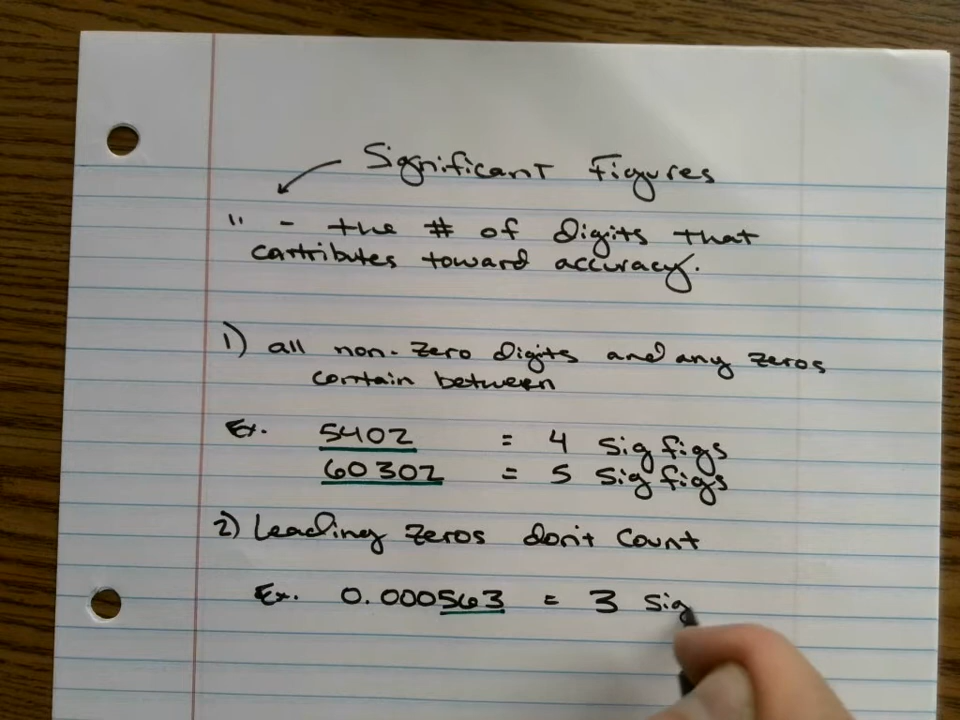 Significant Figures
" - the # of digits that
contributes toward accuracy.
1) all non-zero digits and any zeros
contain between
Ex. 5402 = 4 sig figs
60302 = 5 sig figs
2) Leading zeros don't count
Ex. 0.000563 = 3 sig